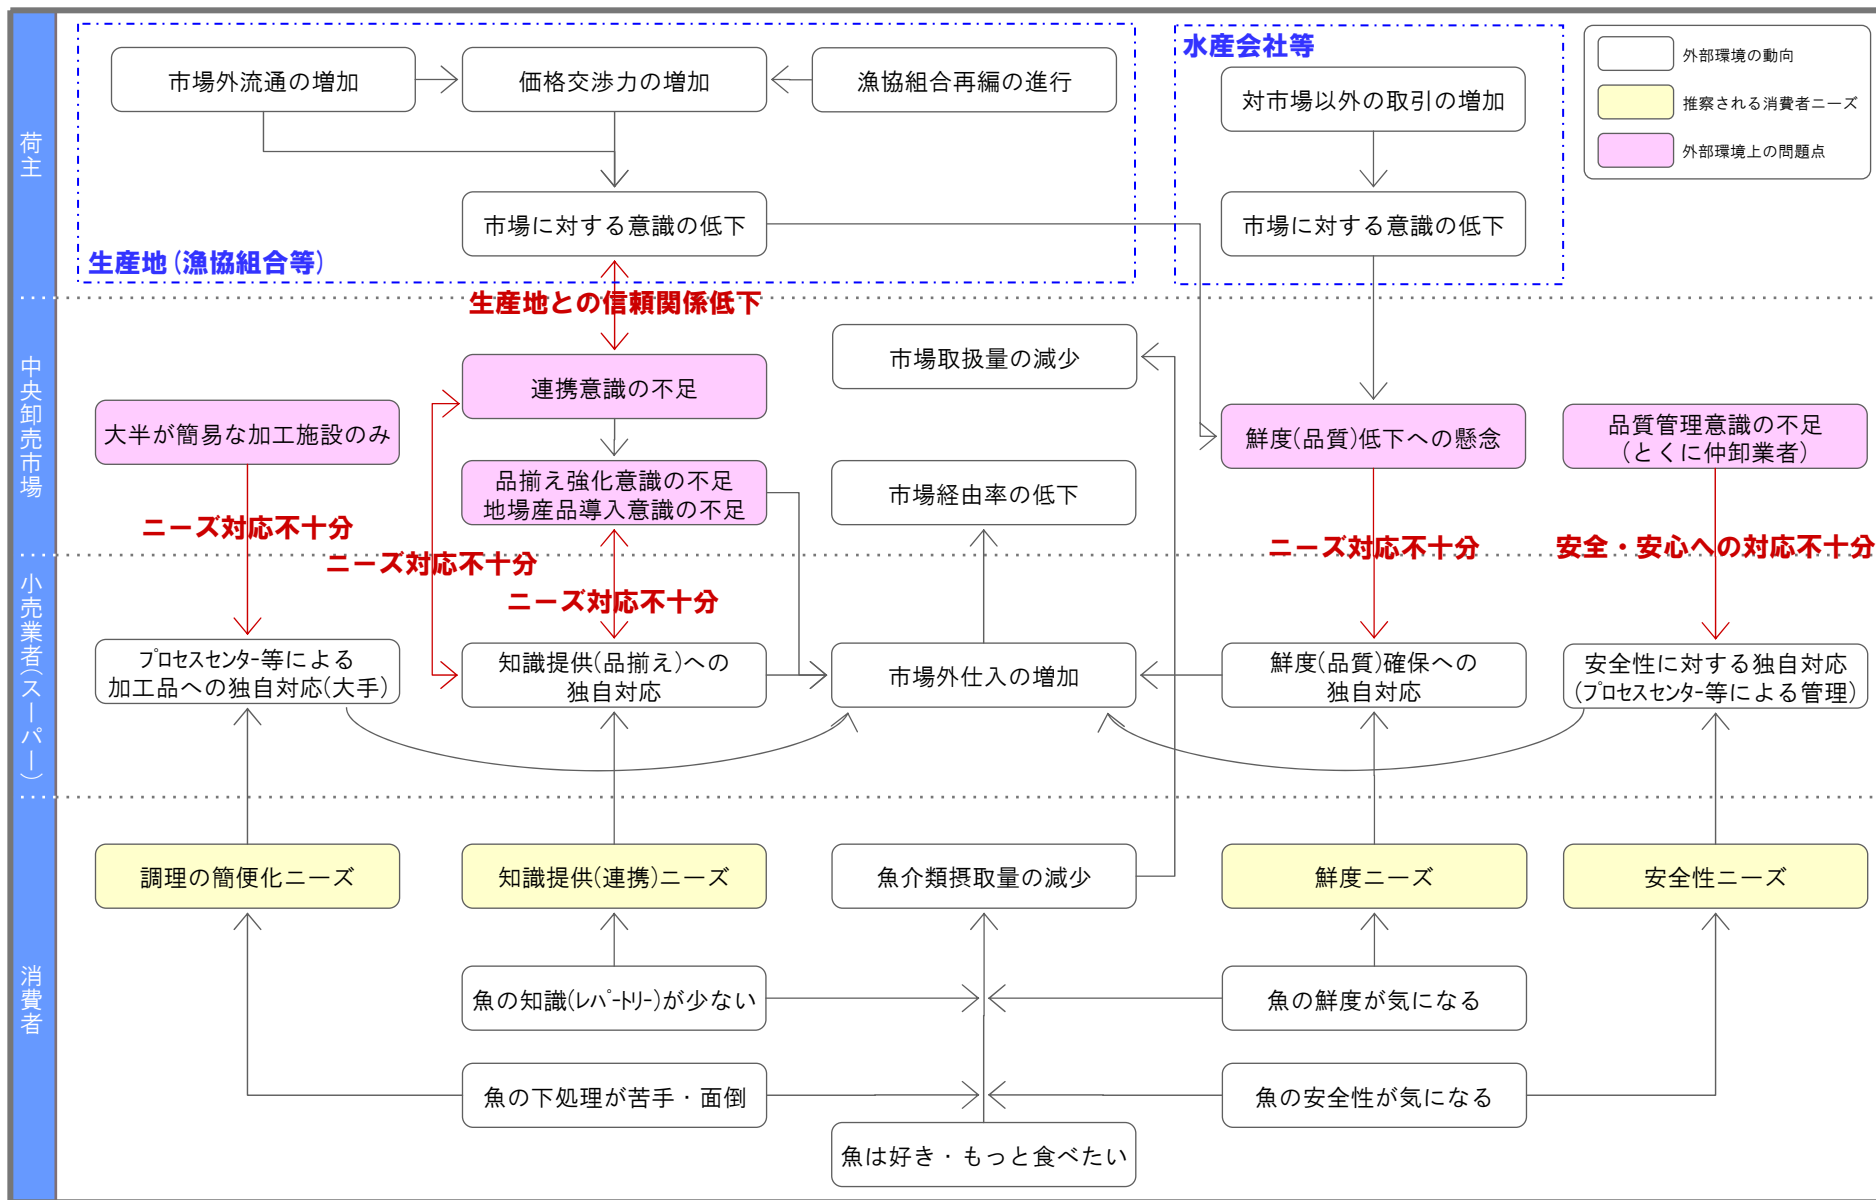 荷主
生産地(漁協組合等)
市場外流通の増加
価格交渉力の増加
漁協組合再編の進行
市場に対する意識の低下
水産会社等
対市場以外の取引の増加
市場に対する意識の低下
外部環境の動向
推察される消費者ニーズ
外部環境上の問題点
生産地との信頼関係低下
中央卸売市場
大半が簡易な加工施設のみ
連携意識の不足
品揃え強化意識の不足
地場産品導入意識の不足
市場取扱量の減少
市場経由率の低下
鮮度(品質)低下への懸念
品質管理意識の不足
(とくに仲卸業者)
ニーズ対応不十分
ニーズ対応不十分
ニーズ対応不十分
ニーズ対応不十分
安全・安心への対応不十分
小売業者(スーパー)
プロセスセンター等による
加工品への独自対応(大手)
知識提供(品揃え)への
独自対応
市場外仕入の増加
鮮度(品質)確保への
独自対応
安全性に対する独自対応
(プロセスセンター等による管理)
消費者
調理の簡便化ニーズ
知識提供(連携)ニーズ
魚介類摂取量の減少
鮮度ニーズ
安全性ニーズ
魚の知識(レパートリー)が少ない
魚の鮮度が気になる
魚の下処理が苦手・面倒
魚の安全性が気になる
魚は好き・もっと食べたい